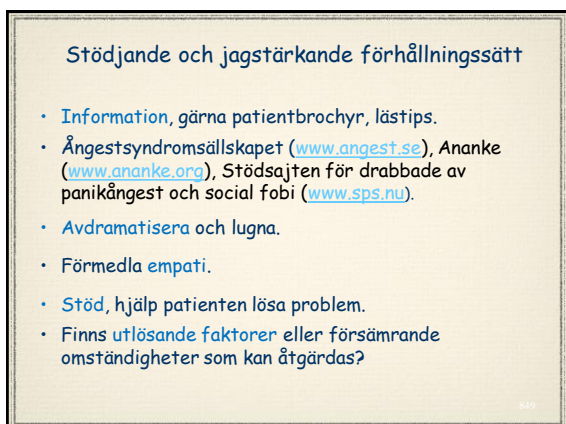 Stödjande och jagstärkande förhållningssätt
• Information, gärna patientbrochyr, lästips.
• Ångestsyndromsällskapet (www.angest.se), Ananke
(www.ananke.org), Stödsajten för drabbade av
panikångest och social fobi (www.sps.nu).
• Avdramatisera och lugna.
• Förmedla empati.
• Stöd, hjälp patienten lösa problem.
• Finns utlösande faktorer eller försämrande
omständigheter som kan åtgärdas?
849